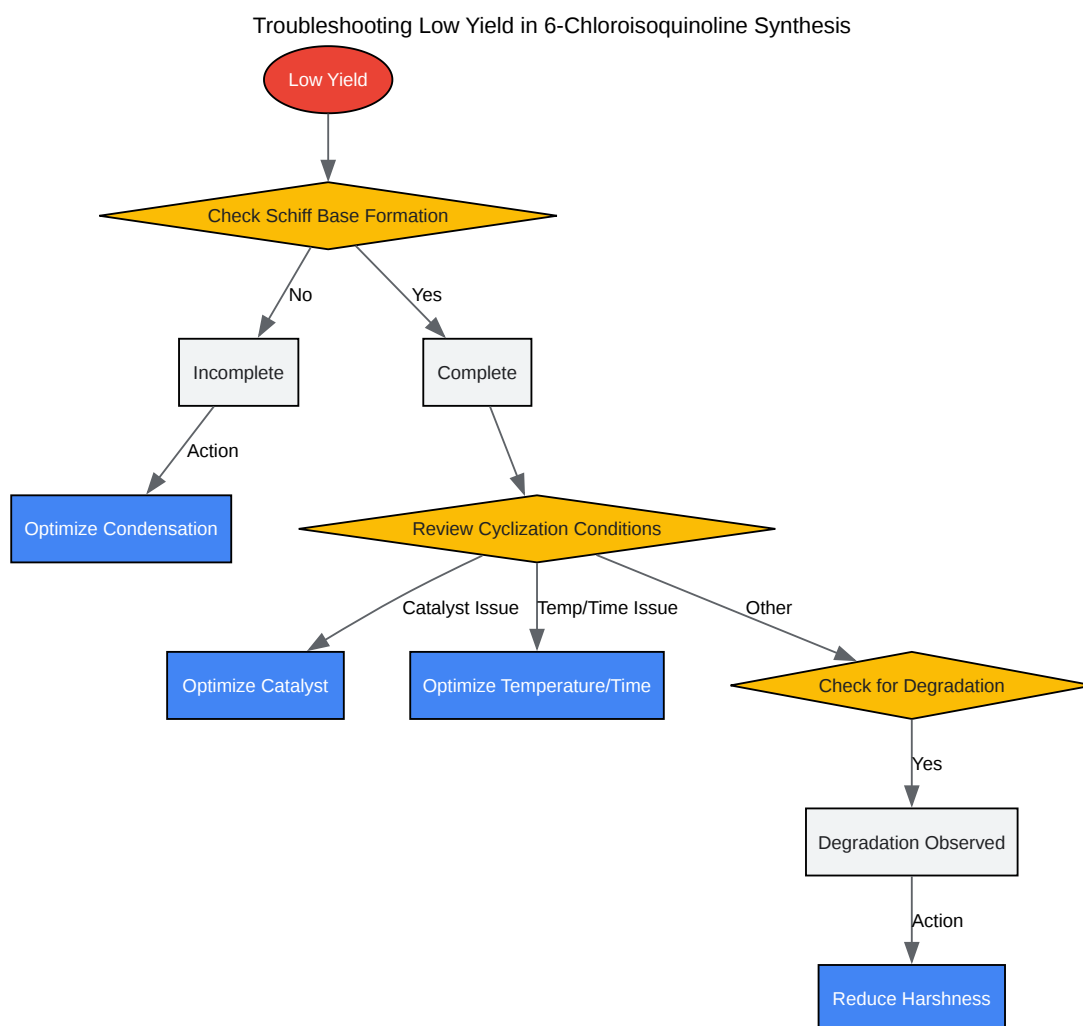 Troubleshooting Low Yield in 6-Chloroisoquinoline Synthesis
Low Yield
Check Schiff Base Formation
No
Yes
Incomplete
Complete
Action
Optimize Condensation
Review Cyclization Conditions
Catalyst Issue
Temp/Time Issue
Other
Optimize Catalyst
Optimize Temperature/Time
Check for Degradation
Yes
Degradation Observed
Action
Reduce Harshness